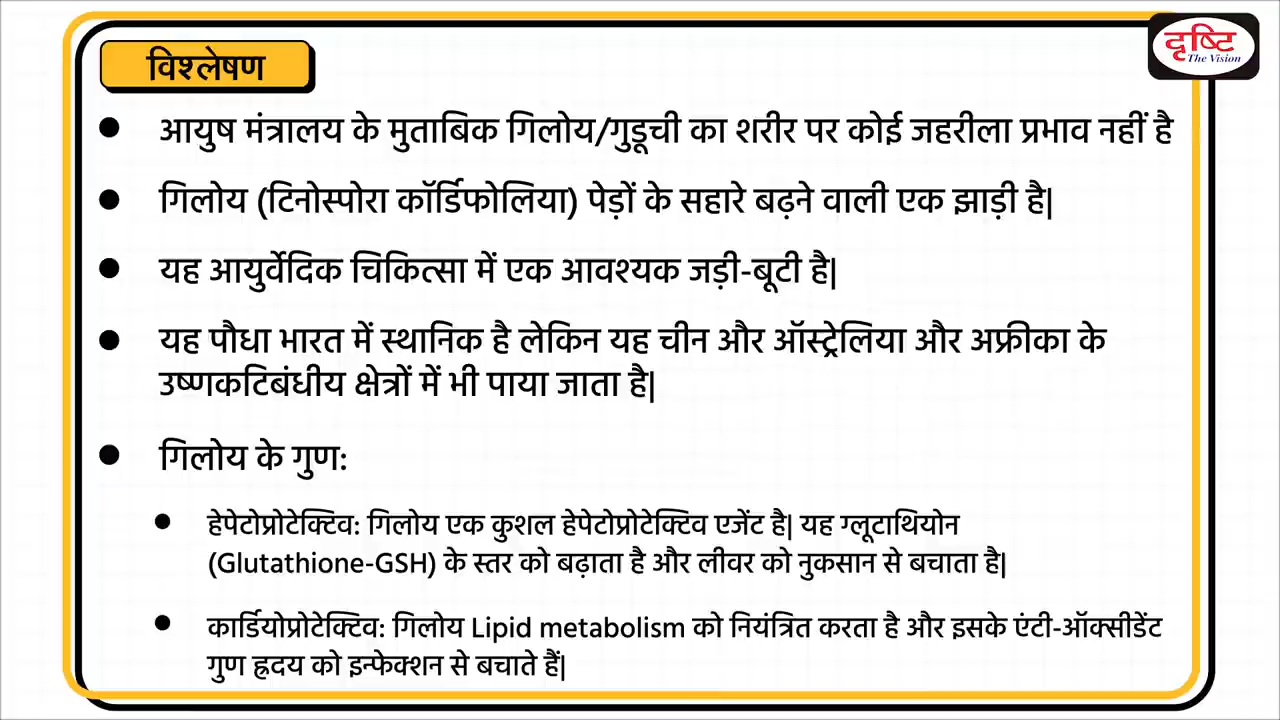 दृष्टि
The Vision
विश्लेषण
● आयुष मंत्रालय के मुताबिक गिलोय/गुडूची का शरीर पर कोई जहरीला प्रभाव नहीं है
● गिलोय (टिनोस्पोरा कॉर्डिफोलिया) पेड़ों के सहारे बढ़ने वाली एक झाड़ी है|
● यह आयुर्वेदिक चिकित्सा में एक आवश्यक जड़ी-बूटी है|
● यह पौधा भारत में स्थानिक है लेकिन यह चीन और ऑस्ट्रेलिया और अफ्रीका के
उष्णकटिबंधीय क्षेत्रों में भी पाया जाता है|
● गिलोय के गुण:
● हेपेटोप्रोटेक्टिव: गिलोय एक कुशल हेपेटोप्रोटेक्टिव एजेंट है| यह ग्लूटाथियोन
(Glutathione-GSH) के स्तर को बढ़ाता है और लीवर को नुकसान से बचाता है|
● कार्डियोप्रोटेक्टिव: गिलोय Lipid metabolism को नियंत्रित करता है और इसके एंटी-ऑक्सीडेंट
गुण ह्रदय को इन्फेक्शन से बचाते हैं|